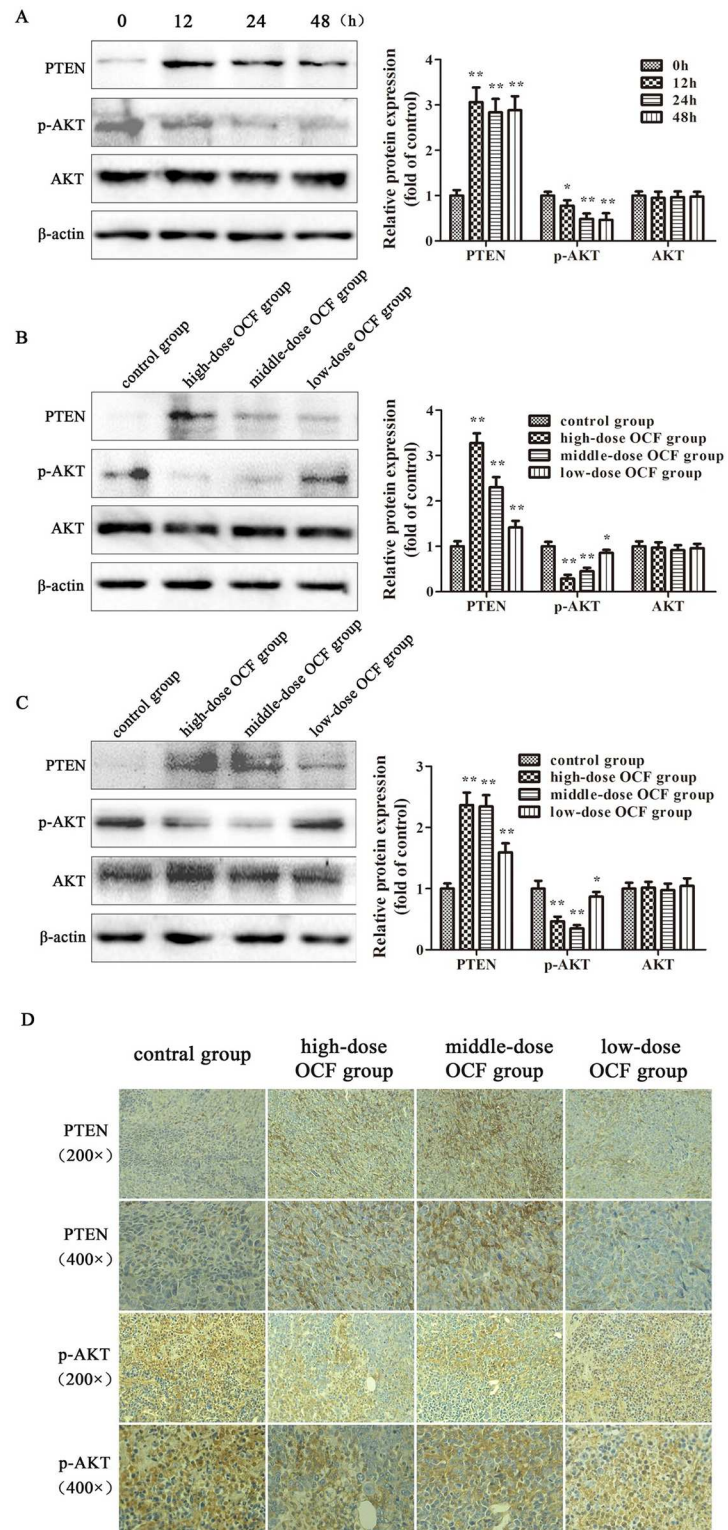 A
0 12 24 48 （h）
PTEN
p-AKT
AKT
β-actin
Relative protein expression
(fold of control)
4
3
2
1
0
** ** **
* ** **
0h
12h
24h
48h
PTEN p-AKT AKT
B
control group
high-dose OCF group
middle-dose OCF group
low-dose OCF group
PTEN
p-AKT
AKT
β-actin
Relative protein expression
(fold of control)
4
3
2
1
0
** ** **
** ** *
control group
high-dose OCF group
middle-dose OCF group
low-dose OCF group
PTEN p-AKT AKT
C
control group
high-dose OCF group
middle-dose OCF group
low-dose OCF group
PTEN
p-AKT
AKT
β-actin
Relative protein expression
(fold of control)
3
2
1
0
** ** **
** ** *
control group
high-dose OCF group
middle-dose OCF group
low-dose OCF group
PTEN p-AKT AKT
D
contral group
high-dose
OCF group
middle-dose
OCF group
low-dose
OCF group
PTEN
（200×）
PTEN
（400×）
p-AKT
（200×）
p-AKT
（400×）